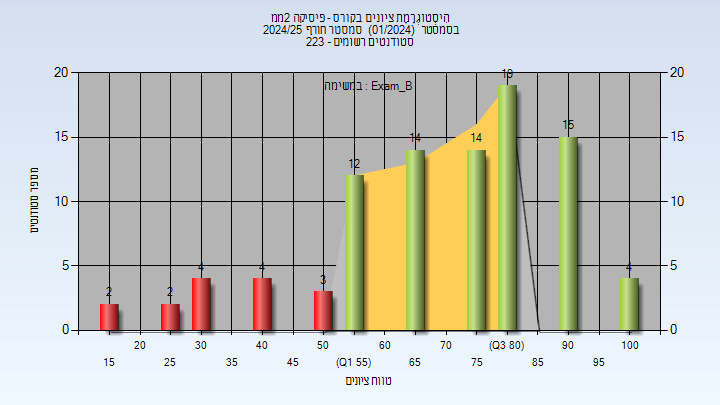 היסטוגרמת ציונים בקורס - פיסיקה 2ממ
בסמסטר (01/2024) סמסטר חורף 2024/25
סטודנטים רשומים - 223
במשימה : Exam_B
20 20
15 15
10 10
5 5
0 0
מספר סטודנטים
2 2 4 4 3 12 14 14 19 15 4
20 30 40 50 60 70 (Q3 80) 90 100
15 25 35 45 (Q1 55) 65 75 85 95
טווח ציונים